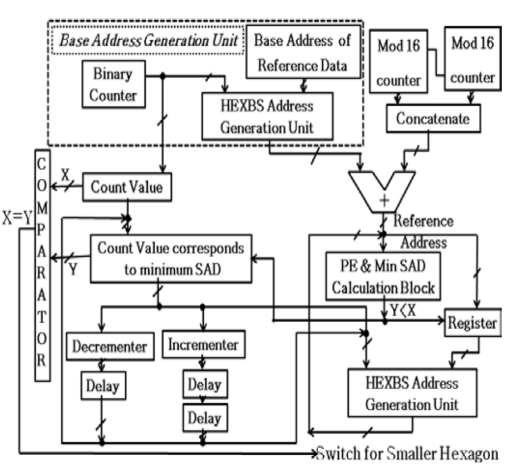 Base Address Generation Unit
Base Address of
Reference Data
Binary
Counter
HEXBS Address
Generation Unit
Mod 16
counter
Mod 16
counter
Concatenate
+
Reference
Address
COMPARATOR
X
Count Value
X=Y
Y
Count Value corresponds
to minimum SAD
PE & Min SAD
Calculation Block
Y<X
Register
Decrementer
Incrementer
Delay
Delay
Delay
HEXBS Address
Generation Unit
Switch for Smaller Hexagon